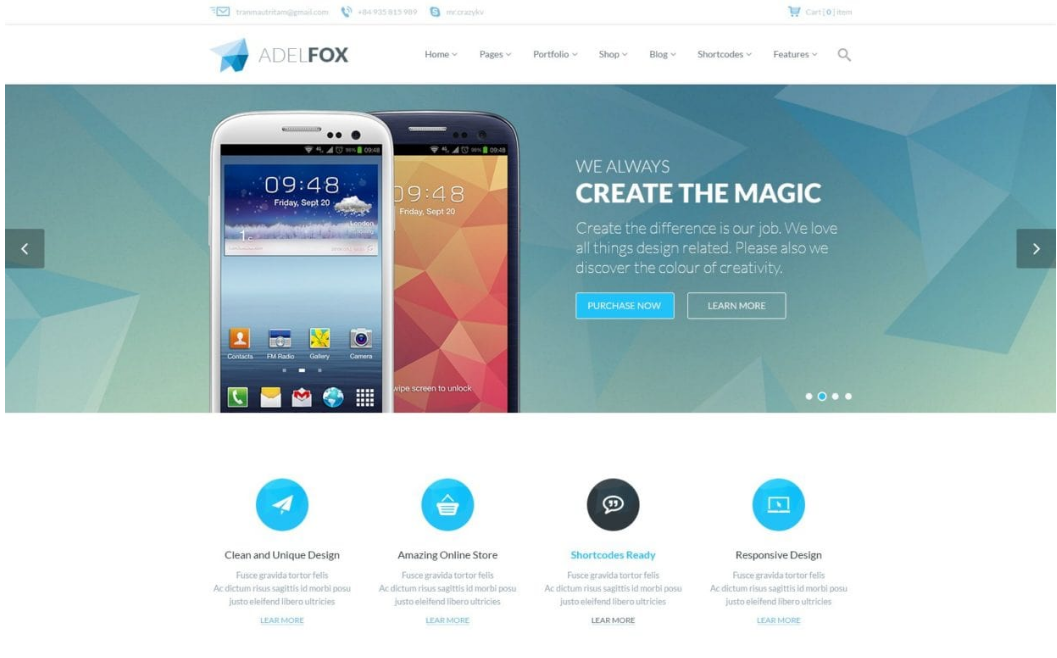 tranmautritam@gmail.com +84 935 815 989 mr.crazykv Cart | 0 | item
ADELFOX Home Pages Portfolio Shop Blog Shortcodes Features
09:48
Friday, Sept 20
London
09:48
Friday, Sept 20
09:48
09:48
Contacts FM Radio Gallery Camera
wipe screen to unlock
WE ALWAYS
CREATE THE MAGIC
Create the difference is our job. We love
all things design related. Please also we
discover the colour of creativity.
PURCHASE NOW LEARN MORE
Clean and Unique Design
Fusce gravida tortor felis
Ac dictum risus sagittis id morbi posu
justo eleifend libero ultricies
LEAR MORE
Amazing Online Store
Fusce gravida tortor felis
Ac dictum risus sagittis id morbi posu
justo eleifend libero ultricies
LEAR MORE
Shortcodes Ready
Fusce gravida tortor felis
Ac dictum risus sagittis id morbi posu
justo eleifend libero ultricies
LEAR MORE
Responsive Design
Fusce gravida tortor felis
Ac dictum risus sagittis id morbi posu
justo eleifend libero ultricies
LEAR MORE